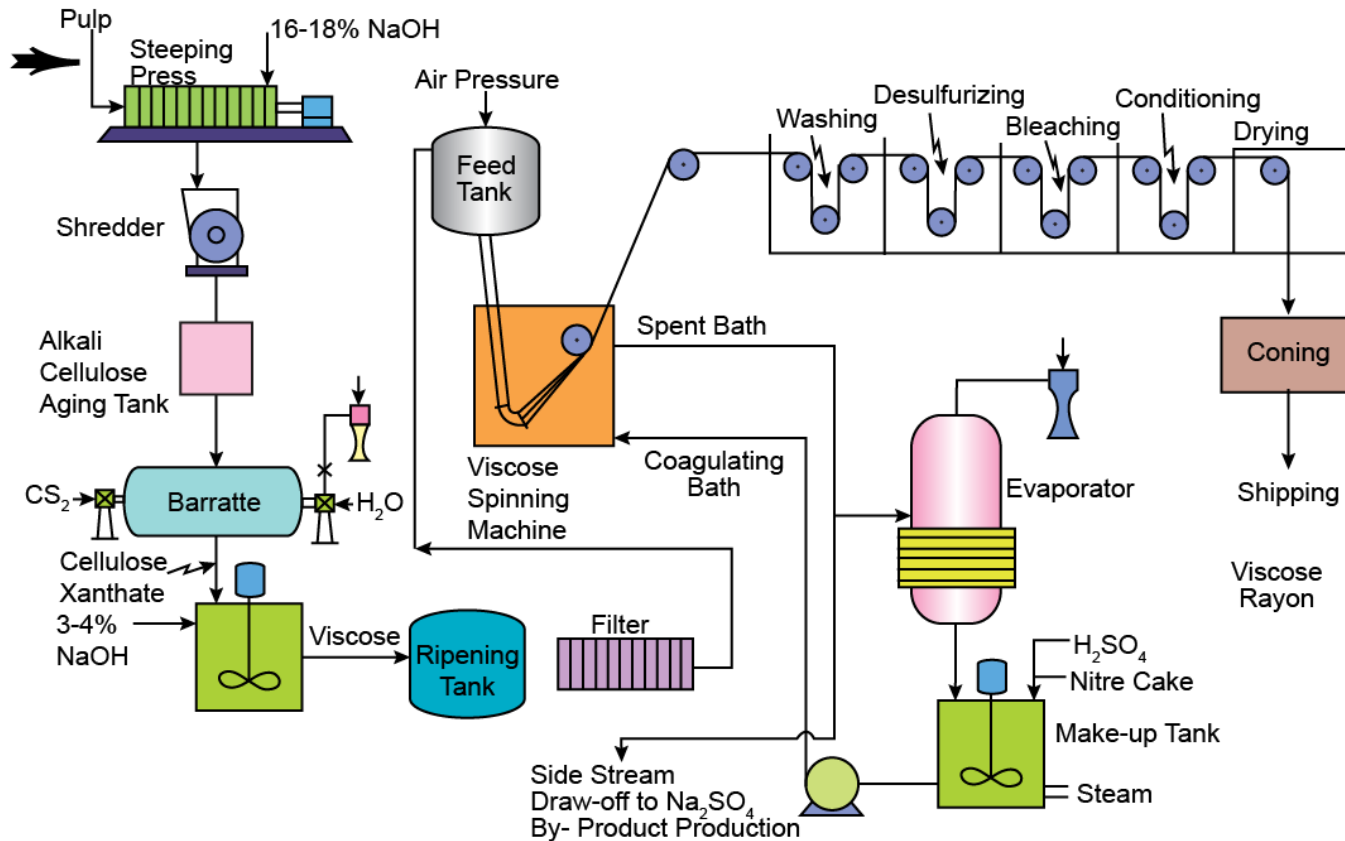 Pulp
16-18% NaOH
Steeping
Press
Shredder
Alkali
Cellulose
Aging Tank
CS₂
Barratte
H₂O
Cellulose
Xanthate
3-4%
NaOH
Viscose
Ripening
Tank
Filter
Air Pressure
Feed
Tank
Viscose
Spinning
Machine
Spent Bath
Coagulating
Bath
Washing
Desulfurizing
Bleaching
Conditioning
Drying
Coning
Shipping
Viscose
Rayon
Evaporator
H₂SO₄
Nitre Cake
Make-up Tank
Steam
Side Stream
Draw-off to Na₂SO₄
By- Product Production